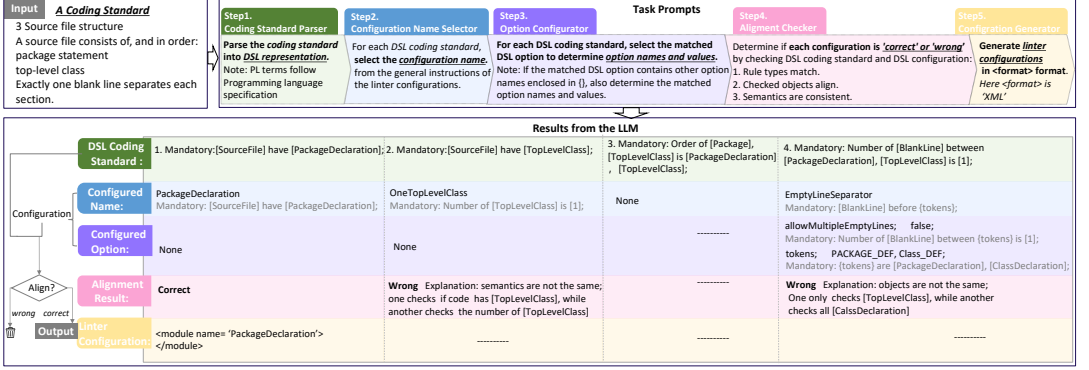 Input
A Coding Standard
3 Source file structure
A source file consists of, and in order:
package statement
top-level class
Exactly one blank line separates each
section.
Task Prompts
Step1.
Coding Standard Parser
Parse the coding standard
into DSL representation.
Note: PL terms follow
Programming language
specification
Step2.
Configuration Name Selector
For each DSL coding standard,
select the configuration name.
from the general instructions of
the linter configurations.
Step3.
Option Configurator
For each DSL coding standard, select the matched
DSL option to determine option names and values.
Note: If the matched DSL option contains other option
names enclosed in {}, also determine the matched
option names and values.
Step4.
Aligment Checker
Determine if each configuration is 'correct' or 'wrong'
by checking DSL coding standard and DSL configuration:
1. Rule types match.
2. Checked objects align.
3. Semantics are consistent.
Step5.
Configuration Generator
Generate linter
configurations
in <format> format.
Here <format> is
'XML'
Results from the LLM
DSL Coding
Standard :
1. Mandatory:[SourceFile] have [PackageDeclaration];
2. Mandatory:[SourceFile] have [TopLevelClass];
3. Mandatory: Order of [Package],
[TopLevelClass] is [PackageDeclaration]
, [TopLevelClass];
4. Mandatory: Number of [BlankLine] between
[PackageDeclaration], [TopLevelClass] is [1];
Configuration
Configured
Name:
PackageDeclaration
Mandatory: [SourceFile] have [PackageDeclaration];
OneTopLevelClass
Mandatory: Number of [TopLevelClass] is [1];
None
EmptyLineSeparator
Mandatory: [BlankLine] before {tokens};
Configured
Option:
None
None
----------
allowMultipleEmptyLines; false;
Mandatory: Number of [BlankLine] between {tokens} is [1];
tokens; PACKAGE_DEF, Class_DEF;
Mandatory: {tokens} are [PackageDeclaration], [ClassDeclaration];
Align?
wrong correct
Alignment
Result:
Correct
Wrong Explanation: semantics are not the same;
one checks if code has [TopLevelClass], while
another checks the number of [TopLevelClass]
----------
Wrong Explanation: objects are not the same;
One only checks [TopLevelClass], while another
checks all [CalssDeclaration]
Output
Linter
Configuration:
<module name= 'PackageDeclaration'>
</module>
----------
----------
----------